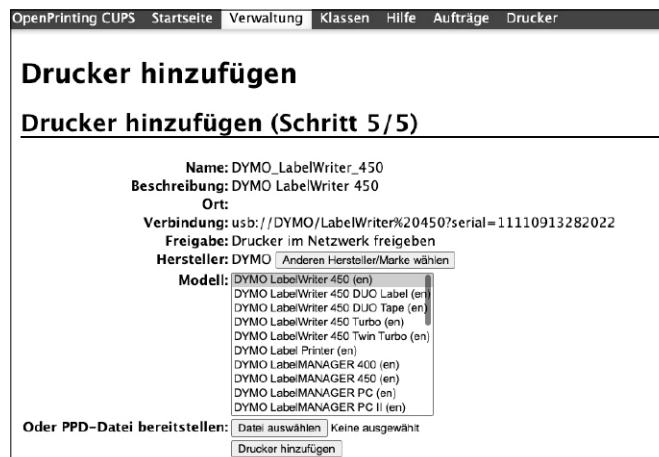 OpenPrinting CUPS Startseite Verwaltung Klassen Hilfe Aufträge Drucker
Drucker hinzufügen
Drucker hinzufügen (Schritt 5/5)
Name: DYMO_LabelWriter_450
Beschreibung: DYMO LabelWriter 450
Ort:
Verbindung: usb://DYMO/LabelWriter%20450?serial=11110913282022
Freigabe: Drucker im Netzwerk freigeben
Hersteller: DYMO Anderen Hersteller/Marke wählen
Modell: DYMO LabelWriter 450 (en)
DYMO LabelWriter 450 DUO Label (en)
DYMO LabelWriter 450 DUO Tape (en)
DYMO LabelWriter 450 Turbo (en)
DYMO LabelWriter 450 Twin Turbo (en)
DYMO Label Printer (en)
DYMO LabelMANAGER 400 (en)
DYMO LabelMANAGER 450 (en)
DYMO LabelMANAGER PC (en)
DYMO LabelMANAGER PC II (en)
Oder PPD-Datei bereitstellen: Datei auswählen Keine ausgewählt
Drucker hinzufügen